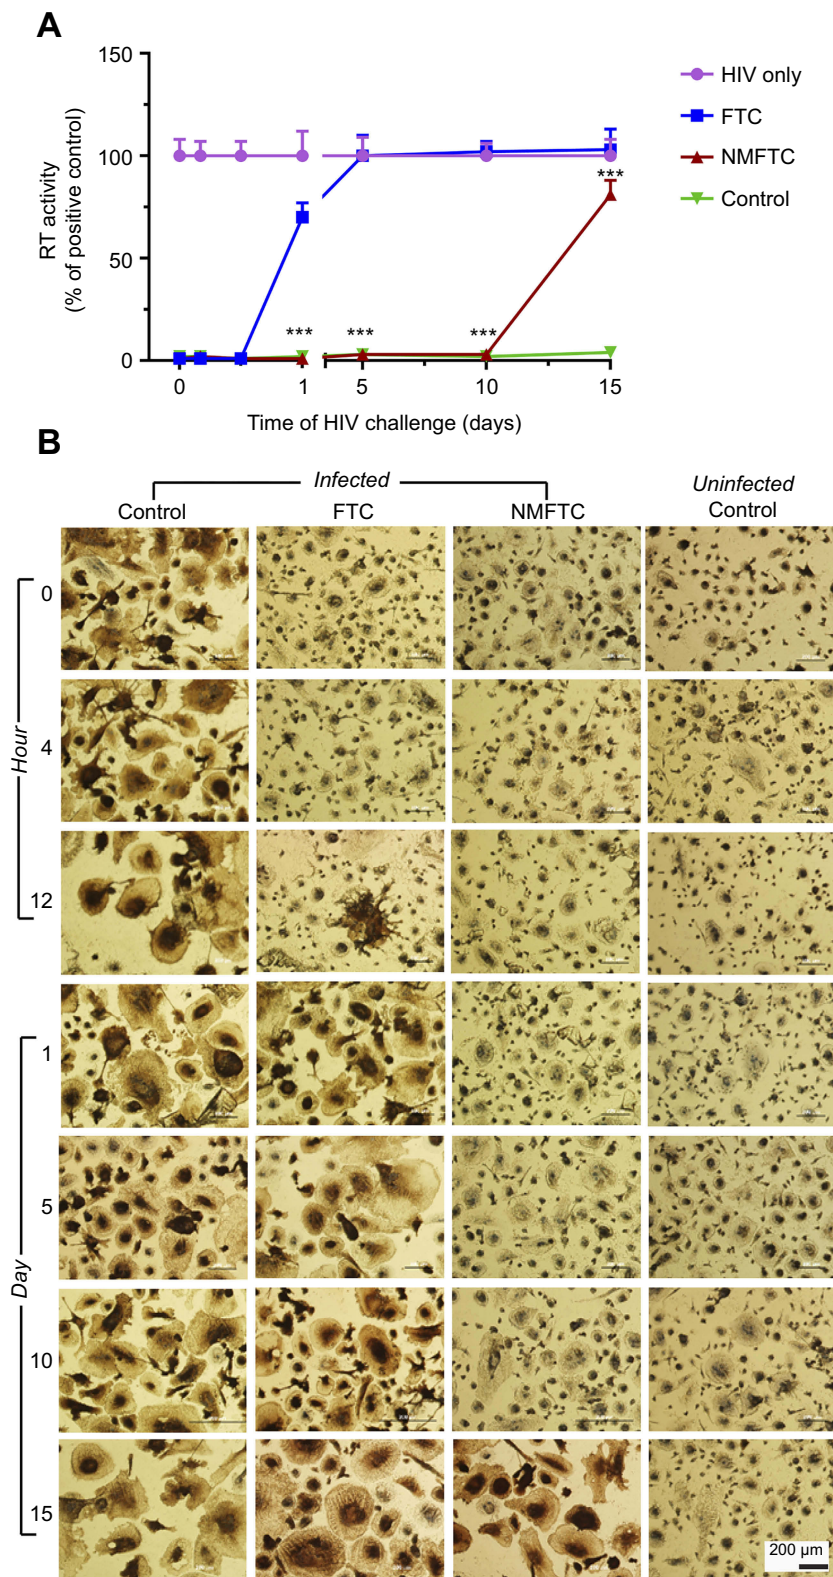 A
150
100
50
0
RT activity
(% of positive control)
***
***
***
***
0
1
5
10
15
Time of HIV challenge (days)
HIV only
FTC
NMFTC
Control
B
Infected
Uninfected
Control
FTC
NMFTC
Control
Hour
0
4
12
Day
1
5
10
15
200 µm